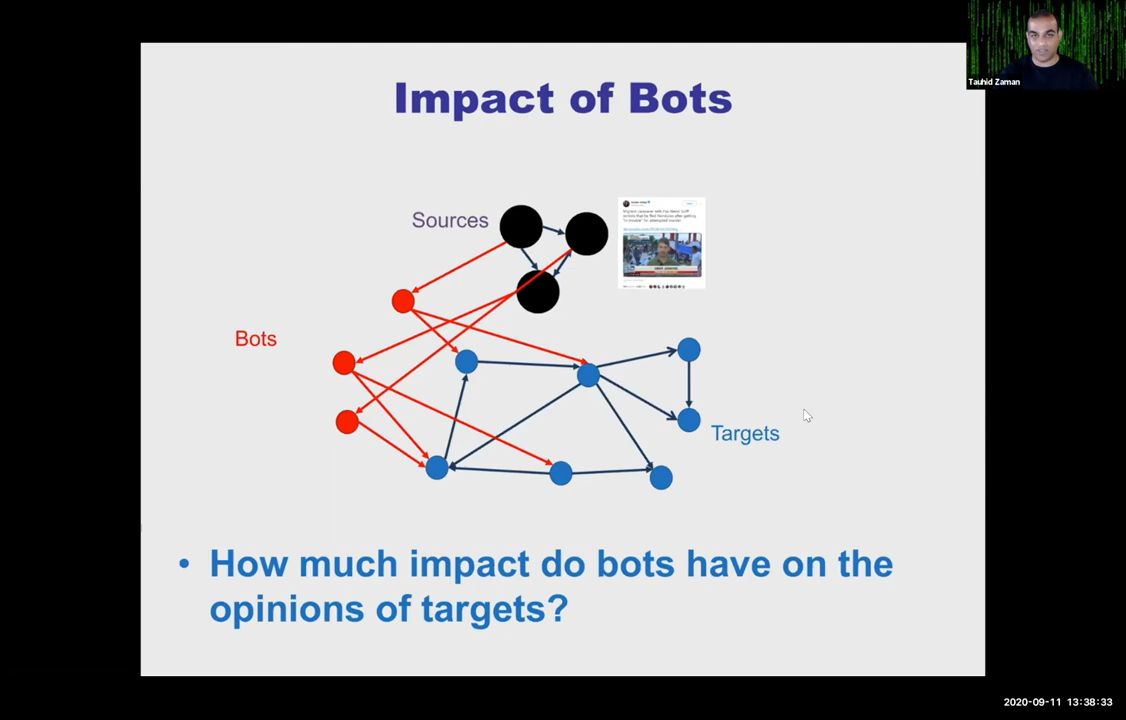 Tauhid Zaman
Impact of Bots
Sources
Bots
Targets
• How much impact do bots have on the
opinions of targets?
2020-09-11 13:38:33